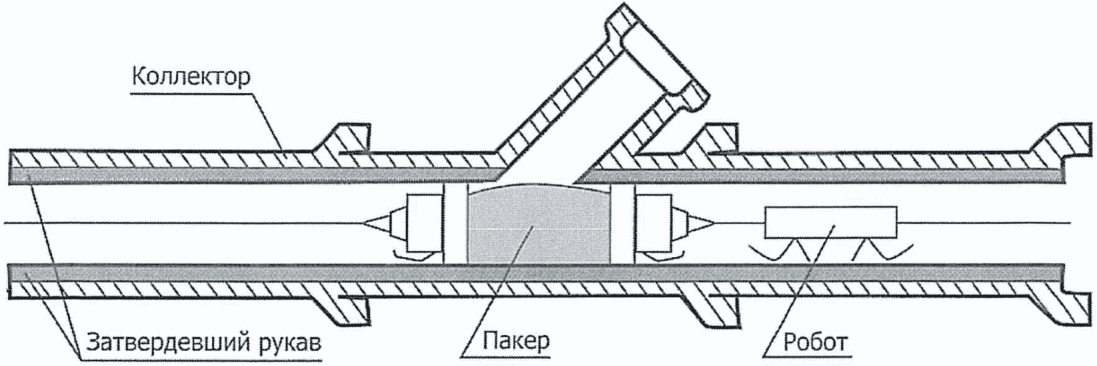 Коллектор
Затвердевший рукав
Пакер
Робот